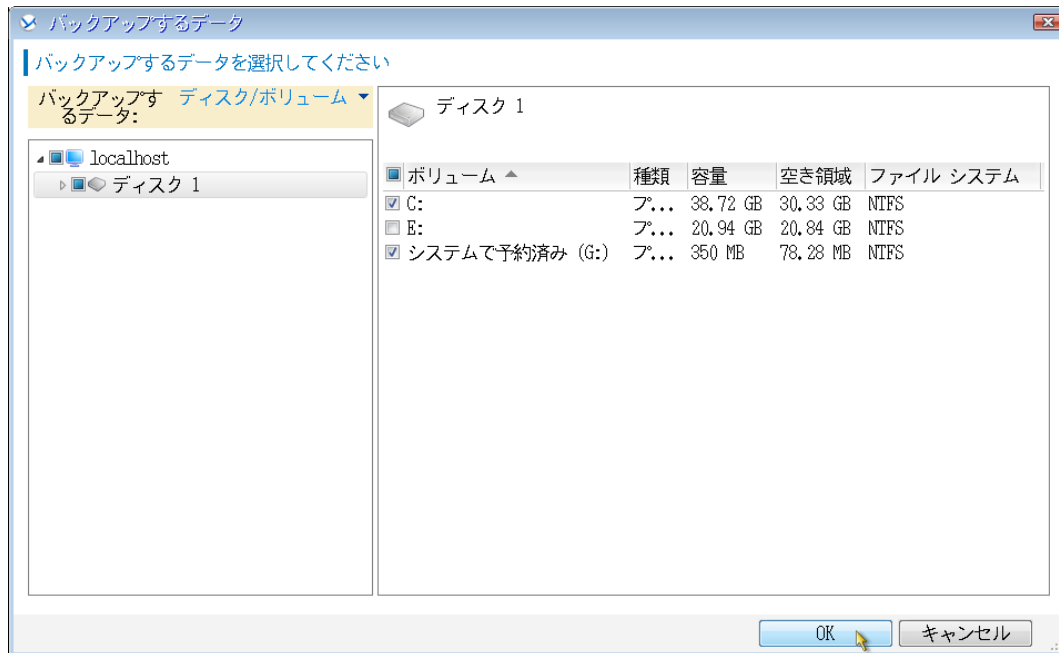 バックアップするデータ
バックアップするデータを選択してください
バックアップす ディスク/ボリューム
るデータ:
ディスク 1
localhost
ディスク 1
ボリューム 種類 容量 空き領域 ファイル システム
C: プ... 38.72 GB 30.33 GB NTFS
E: プ... 20.94 GB 20.84 GB NTFS
システムで予約済み (G:) プ... 350 MB 78.28 MB NTFS
OK キャンセル